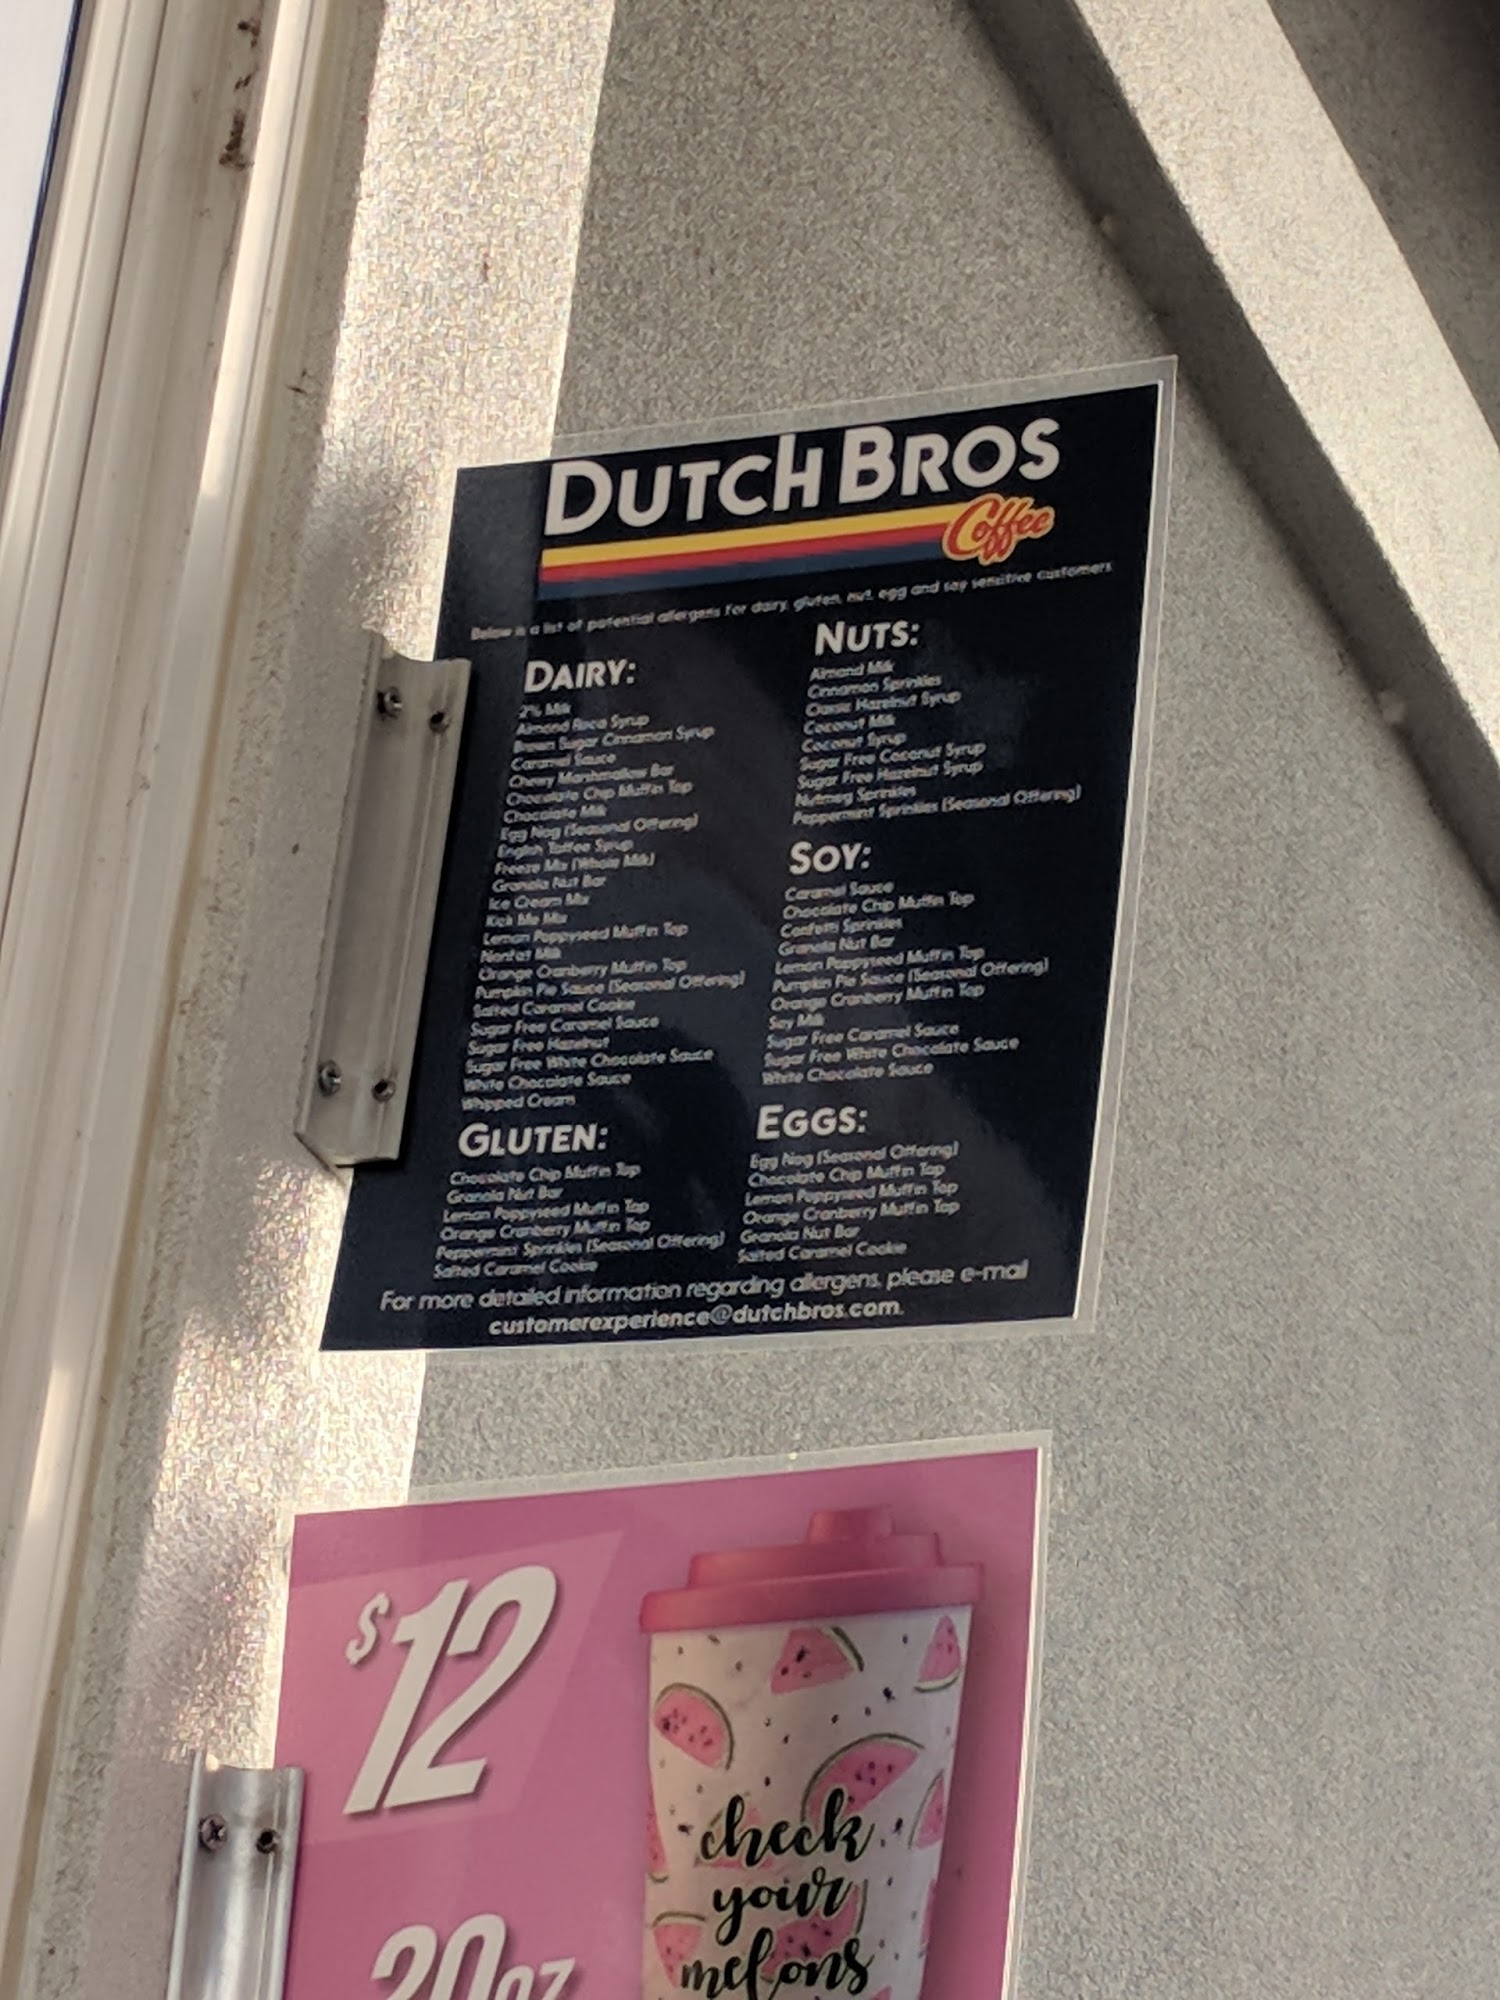 DUTCH BROS
Coffee
Below is a list of potential allergens for dairy, gluten, nut, egg and soy sensitive customers
DAIRY:
2% Milk
Almond Roca Syrup
Brown Sugar Cinnamon Syrup
Caramel Sauce
Chewy Marshmallow Bar
Chocolate Chip Muffin Top
Chocolate Milk
Egg Nog (Seasonal Offering)
English Toffee Syrup
Freeze Mix (Whole Milk)
Granola Nut Bar
Ice Cream Mix
Kick Me Mix
Lemon Poppyseed Muffin Top
Nonfat Milk
Orange Cranberry Muffin Top
Pumpkin Pie Sauce (Seasonal Offering)
Salted Caramel Cookie
Sugar Free Caramel Sauce
Sugar Free Hazelnut
Sugar Free White Chocolate Sauce
White Chocolate Sauce
Whipped Cream
GLUTEN:
Chocolate Chip Muffin Top
Granola Nut Bar
Lemon Poppyseed Muffin Top
Orange Cranberry Muffin Top
Peppermint Sprinkles (Seasonal Offering)
Salted Caramel Cookie
NUTS:
Almond Milk
Cinnamon Sprinkles
Classic Hazelnut Syrup
Coconut Milk
Coconut Syrup
Sugar Free Coconut Syrup
Sugar Free Hazelnut Syrup
Nutmeg Sprinkles
Peppermint Sprinkles (Seasonal Offering)
SOY:
Caramel Sauce
Chocolate Chip Muffin Top
Confetti Sprinkles
Granola Nut Bar
Lemon Poppyseed Muffin Top
Pumpkin Pie Sauce (Seasonal Offering)
Orange Cranberry Muffin Top
Soy Milk
Sugar Free Caramel Sauce
Sugar Free White Chocolate Sauce
White Chocolate Sauce
EGGS:
Egg Nog (Seasonal Offering)
Chocolate Chip Muffin Top
Lemon Poppyseed Muffin Top
Orange Cranberry Muffin Top
Granola Nut Bar
Salted Caramel Cookie
For more detailed information regarding allergens, please e-mail
customerexperience@dutchbros.com.
$12
20oz
check
your
melons